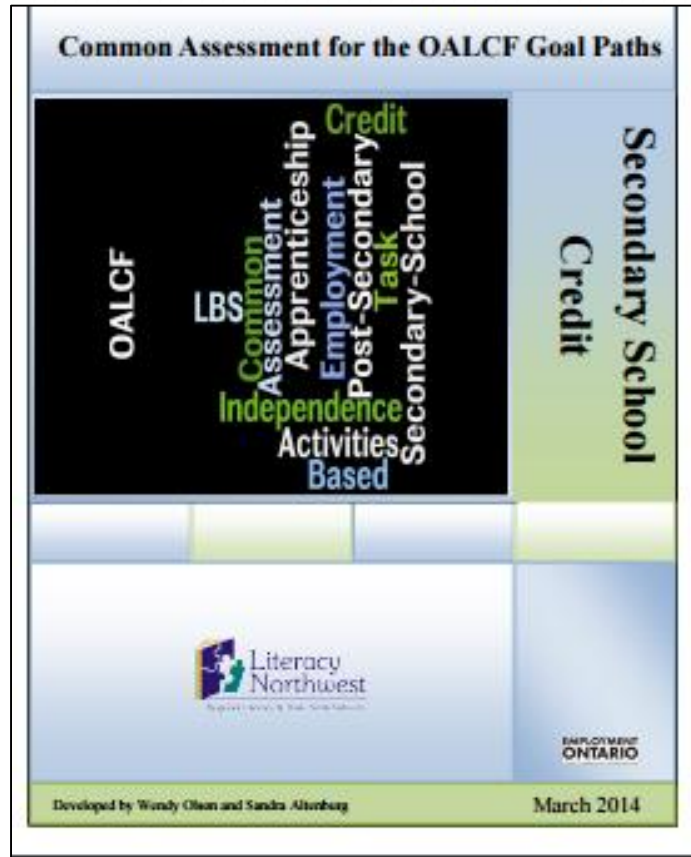 Common Assessment for the OALCF Goal Paths
Secondary School
Credit
Credit
OALCF
LBS
Common
Assessment
Apprenticeship
Employment
Post-Secondary
Task
Secondary-School
Independence
Activities
Based
Literacy
Northwest
EMPLOYMENT
ONTARIO
Developed by Wendy Olson and Sandra Altenberg
March 2014